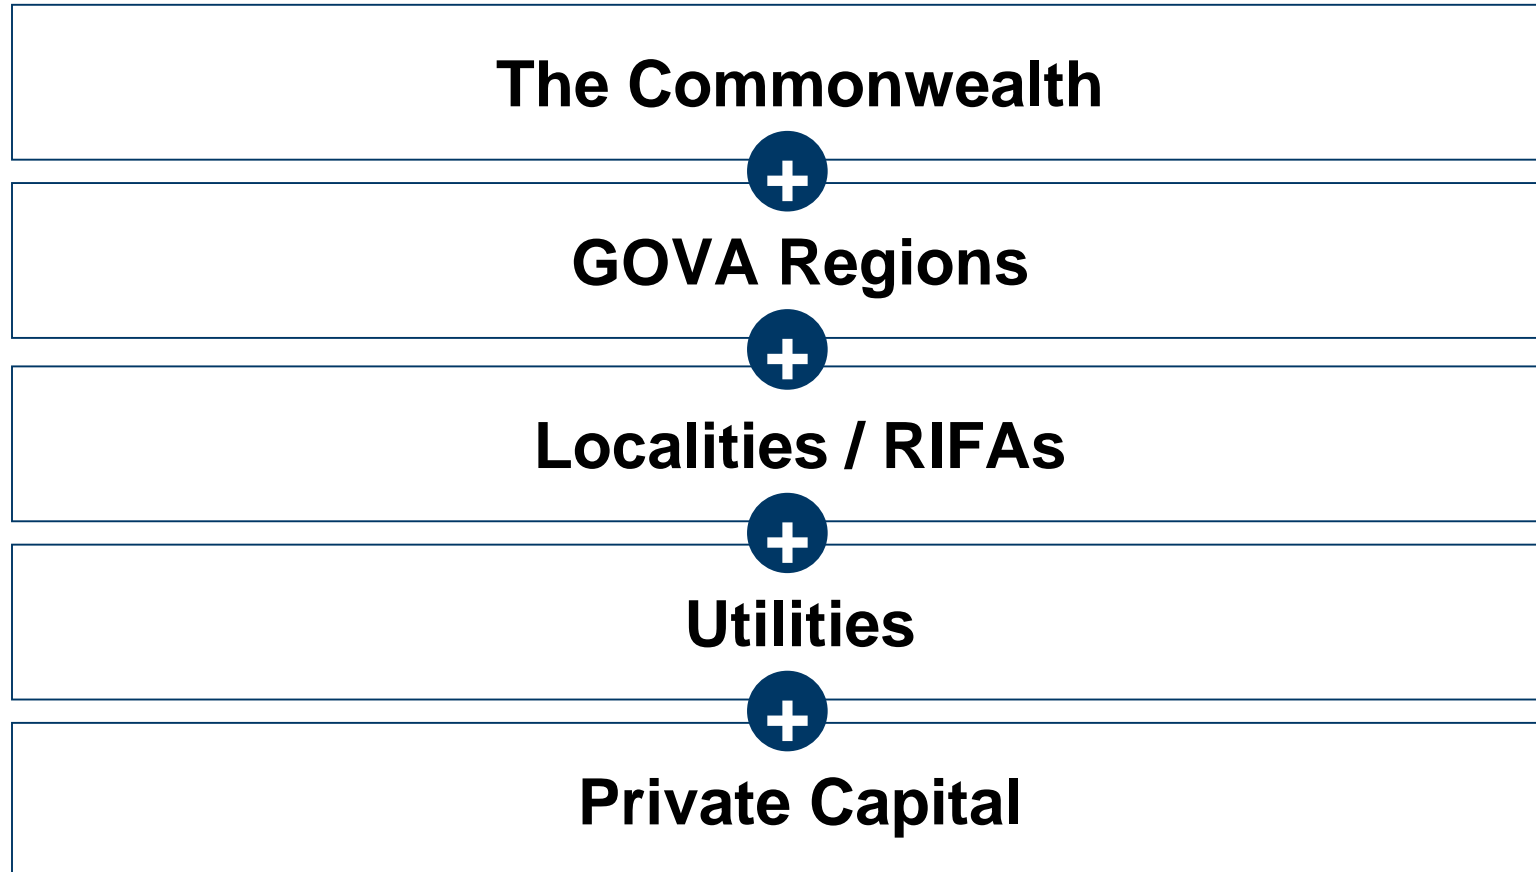 The Commonwealth
+
GOVA Regions
+
Localities / RIFAs
+
Utilities
+
Private Capital